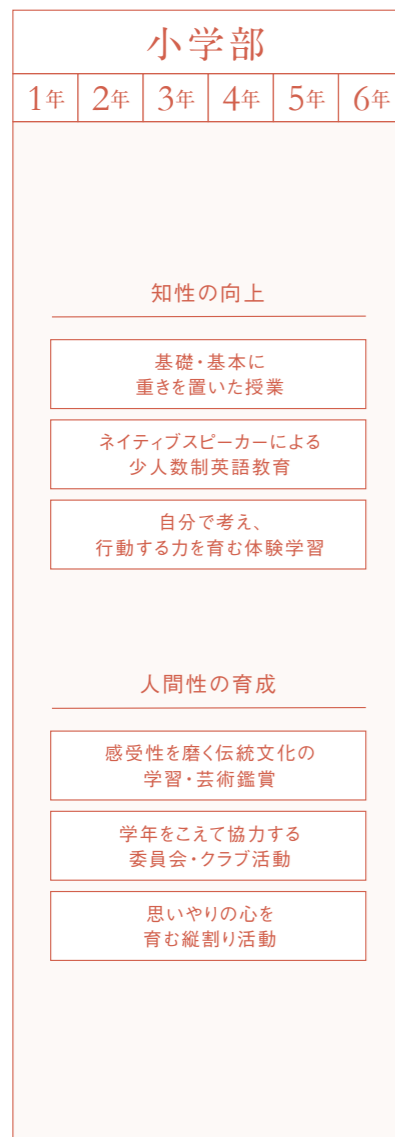 小学部
1年 2年 3年 4年 5年 6年
知性の向上
基礎・基本に
重きを置いた授業
ネイティブスピーカーによる
少人数制英語教育
自分で考え、
行動する力を育む体験学習
人間性の育成
感受性を磨く伝統文化の
学習・芸術鑑賞
学年をこえて協力する
委員会・クラブ活動
思いやりの心を
育む縦割り活動